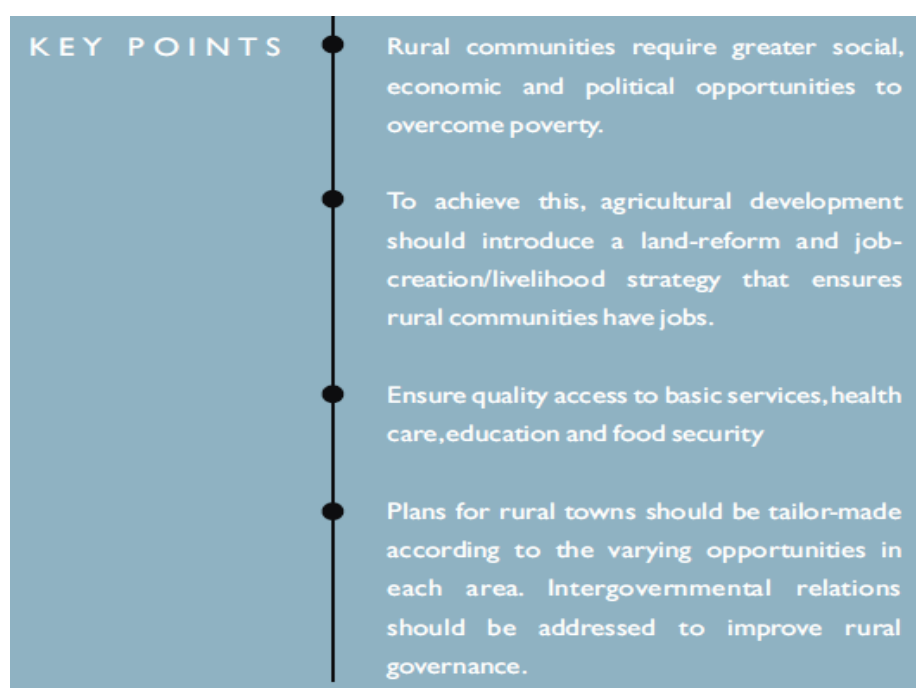 KEY POINTS
Rural communities require greater social,
economic and political opportunities to
overcome poverty.
To achieve this, agricultural development
should introduce a land-reform and job-
creation/livelihood strategy that ensures
rural communities have jobs.
Ensure quality access to basic services, health
care, education and food security
Plans for rural towns should be tailor-made
according to the varying opportunities in
each area. Intergovernmental relations
should be addressed to improve rural
governance.